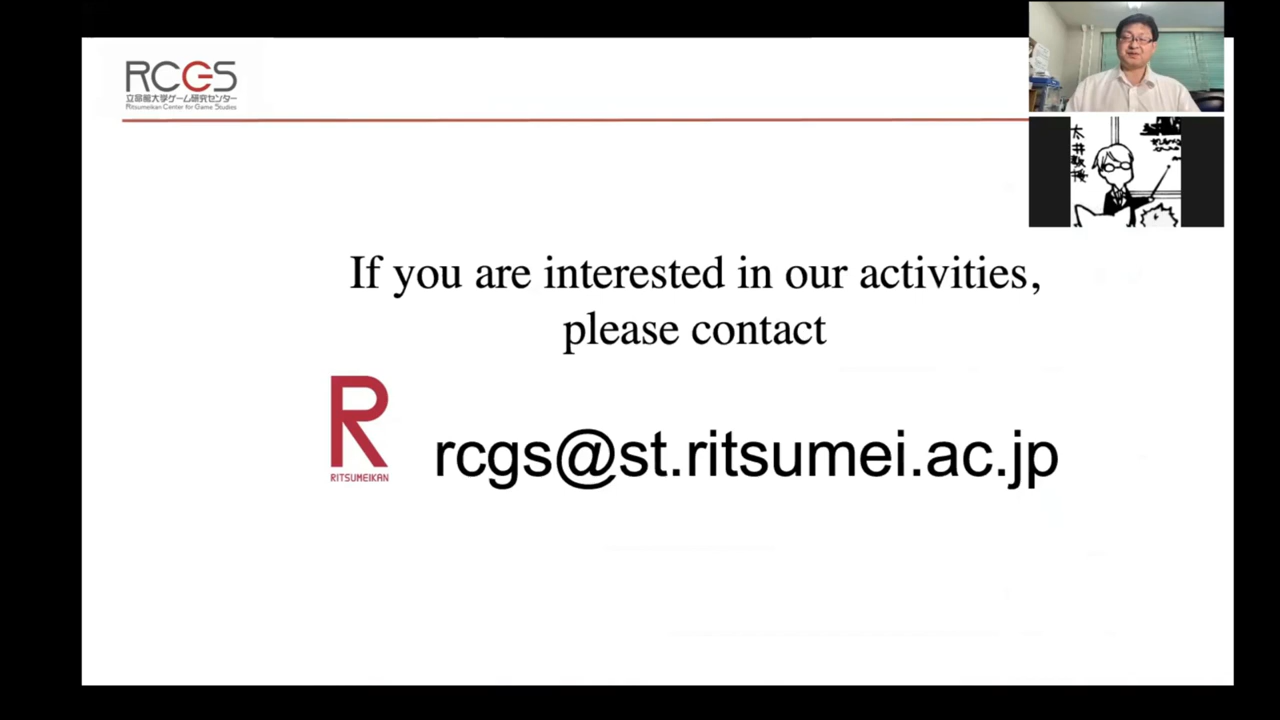 RCGS
立命館大学ゲーム研究センター
Ritsumeikan Center for Game Studies
If you are interested in our activities,
please contact
R
RITSUMEIKAN
rcgs@st.ritsumei.ac.jp